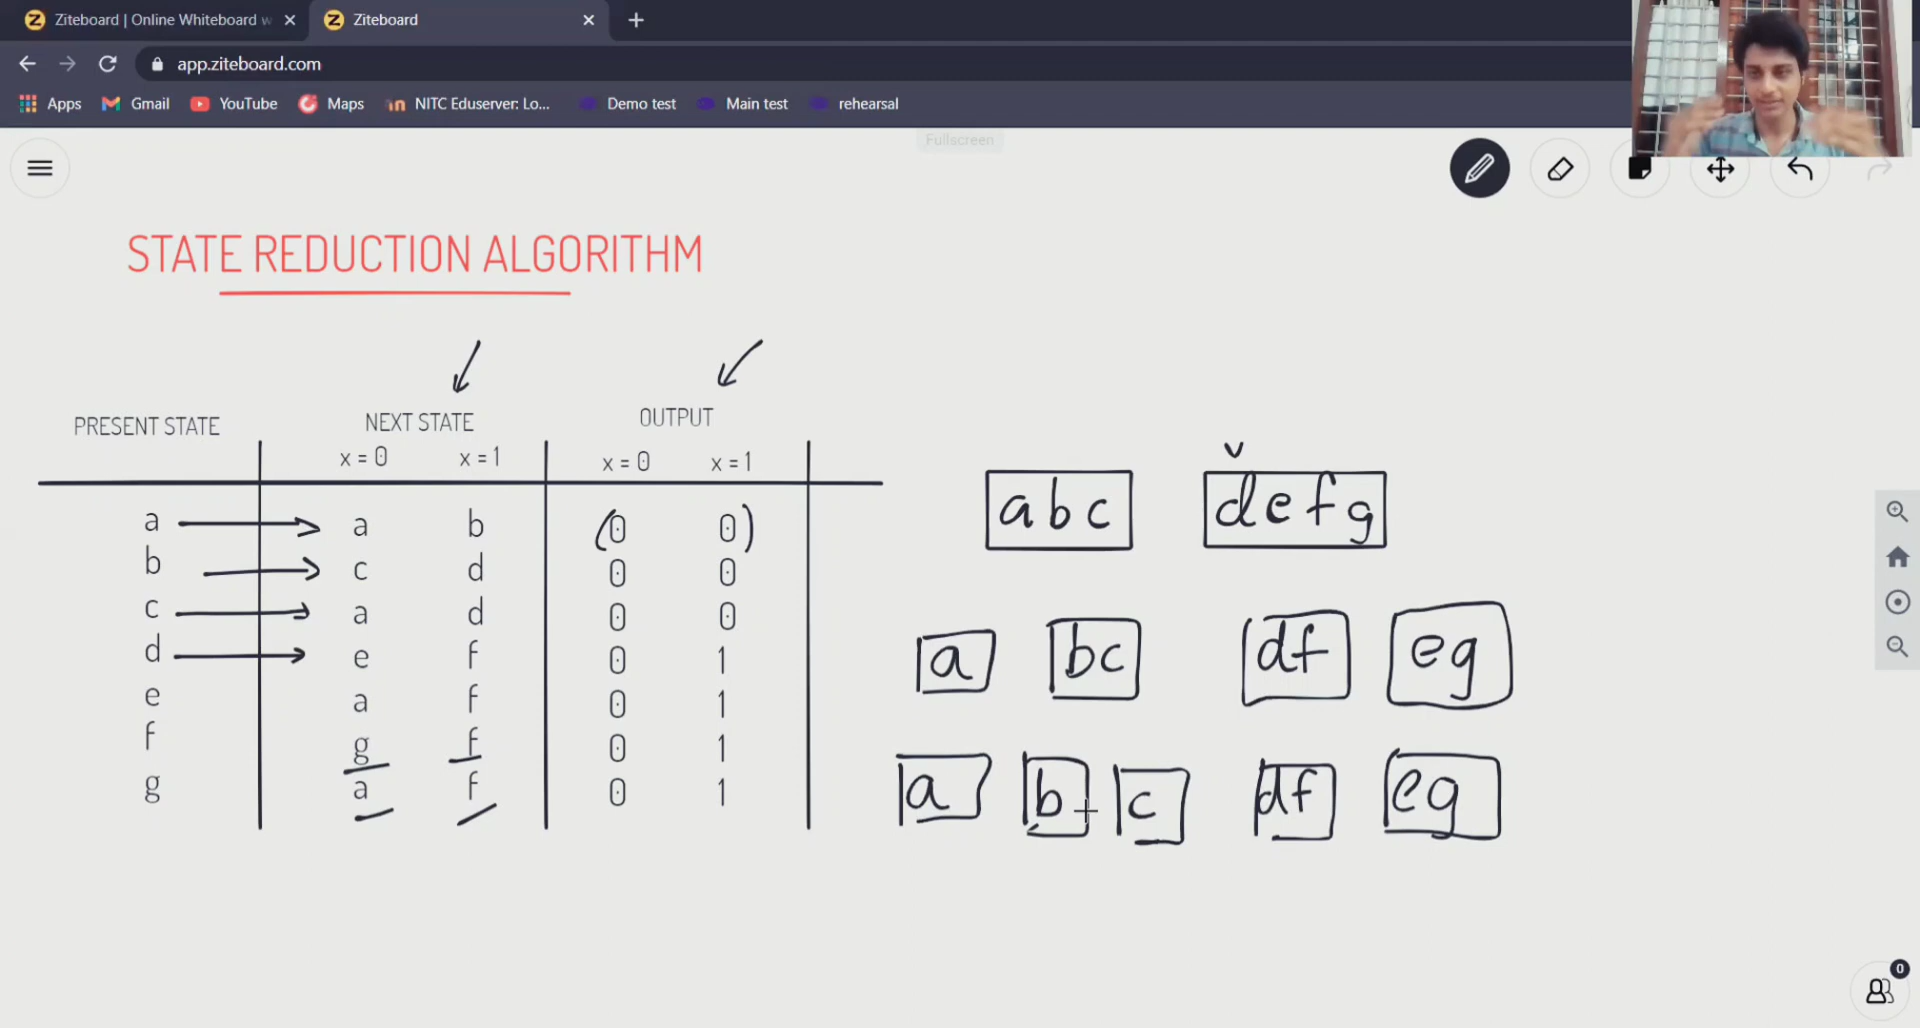 Ziteboard | Online Whiteboard w
Ziteboard
app.ziteboard.com
Apps Gmail YouTube Maps NITC Eduserver: Lo... Demo test Main test rehearsal
Fullscreen
STATE REDUCTION ALGORITHM
PRESENT STATE NEXT STATE OUTPUT
x = 0 x = 1 x = 0 x = 1
a a b (0 0)
b c d 0 0
c a d 0 0
d e f 0 1
e a f 0 1
f g f 0 1
g a f 0 1
abc defg
a bc df eg
a b c df eg
0